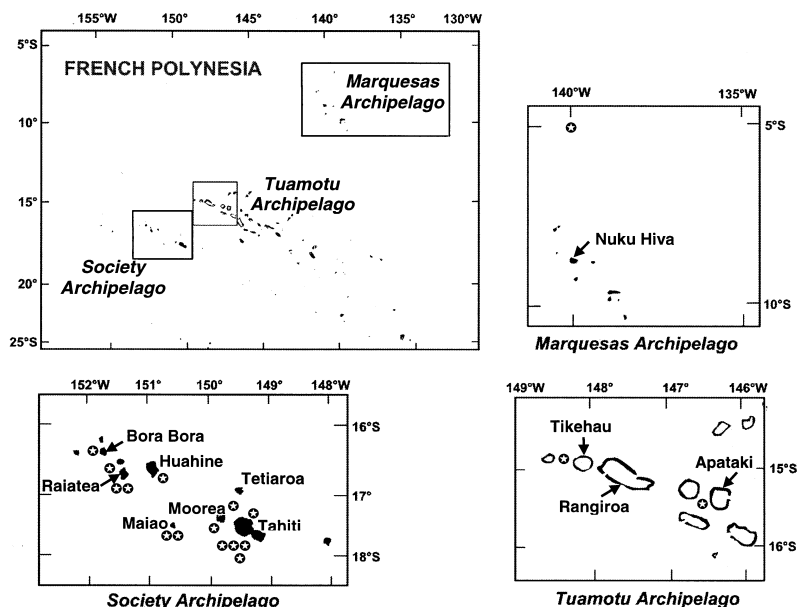 155°W 150° 145° 140° 135° 130°W
5°S
FRENCH POLYNESIA
Marquesas
Archipelago
10°
15°
Tuamotu
Archipelago
Society
Archipelago
20°
25°S
140°W 135°W
5°S
Nuku Hiva
10°S
Marquesas Archipelago
152°W 151°W 150°W 149°W 148°W
16°S
Bora Bora
Huahine
Raiatea
Tetiaroa
17°S
Moorea
Maiao
Tahiti
18°S
Society Archipelago
149°W 148°W 147°W 146°W
Tikehau
Apataki
15°S
Rangiroa
16°S
Tuamotu Archipelago